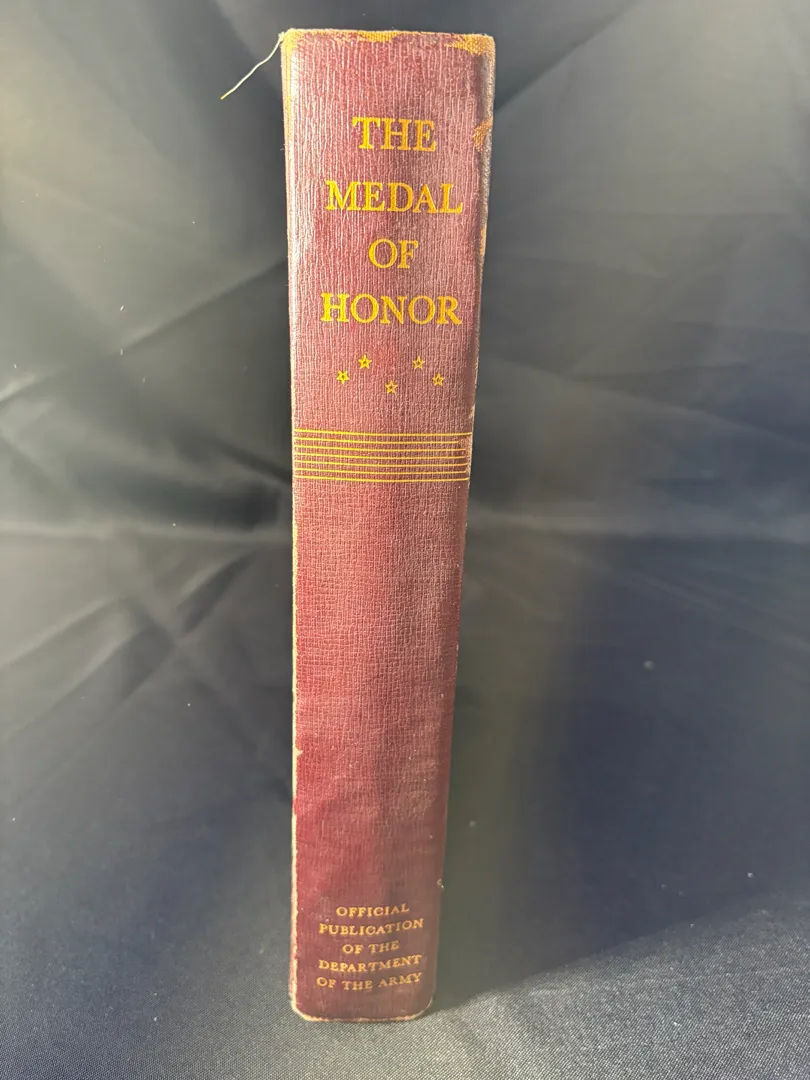 THE
MEDAL
OF
HONOR
OFFICIAL
PUBLICATION
OF THE
DEPARTMENT
OF THE ARMY